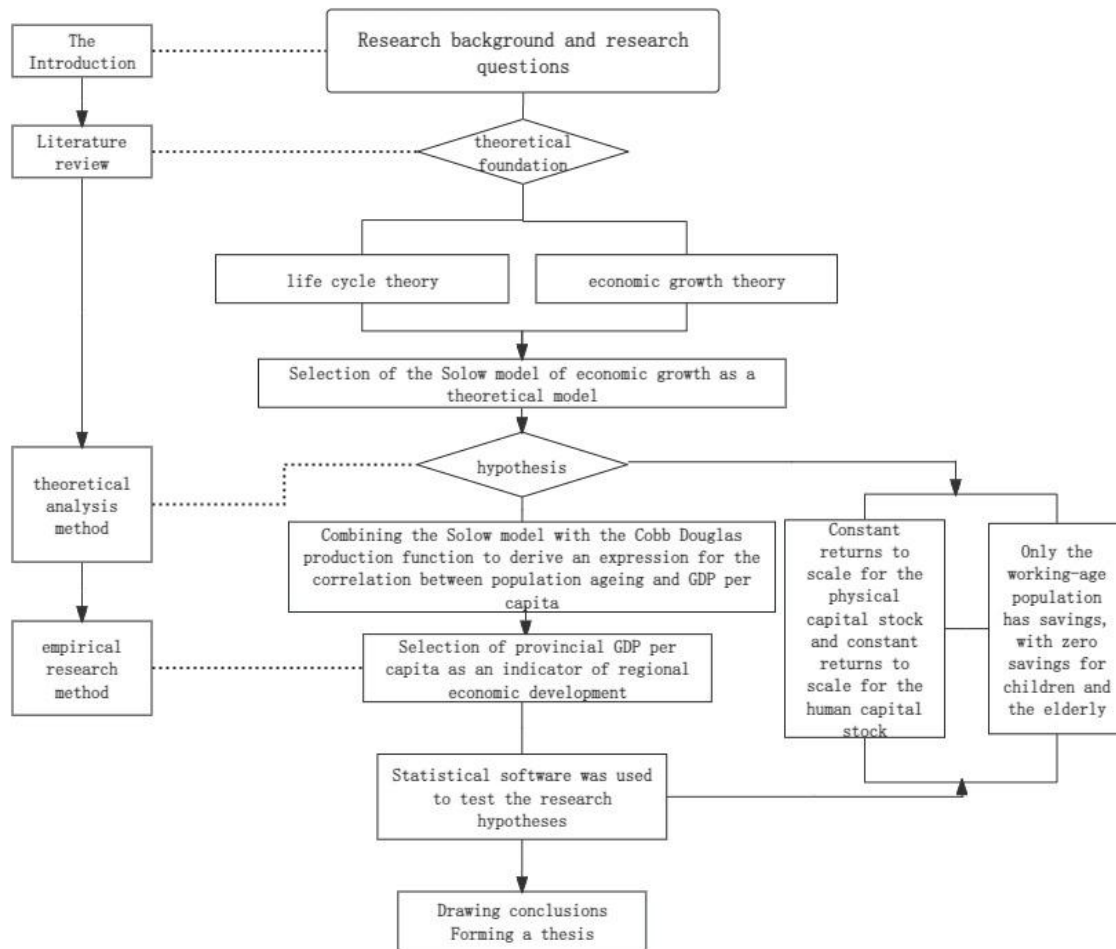 The
Introduction
Research background and research
questions
Literature
review
theoretical
foundation
life cycle theory
economic growth theory
Selection of the Solow model of economic growth as a
theoretical model
theoretical
analysis
method
hypothesis
Combining the Solow model with the Cobb Douglas
production function to derive an expression for the
correlation between population ageing and GDP per
capita
Constant
returns to
scale for the
physical
capital stock
and constant
returns to
scale for the
human capital
stock
Only the
working-age
population
has savings,
with zero
savings for
children and
the elderly
empirical
research
method
Selection of provincial GDP per
capita as an indicator of regional
economic development
Statistical software was used
to test the research
hypotheses
Drawing conclusions
Forming a thesis